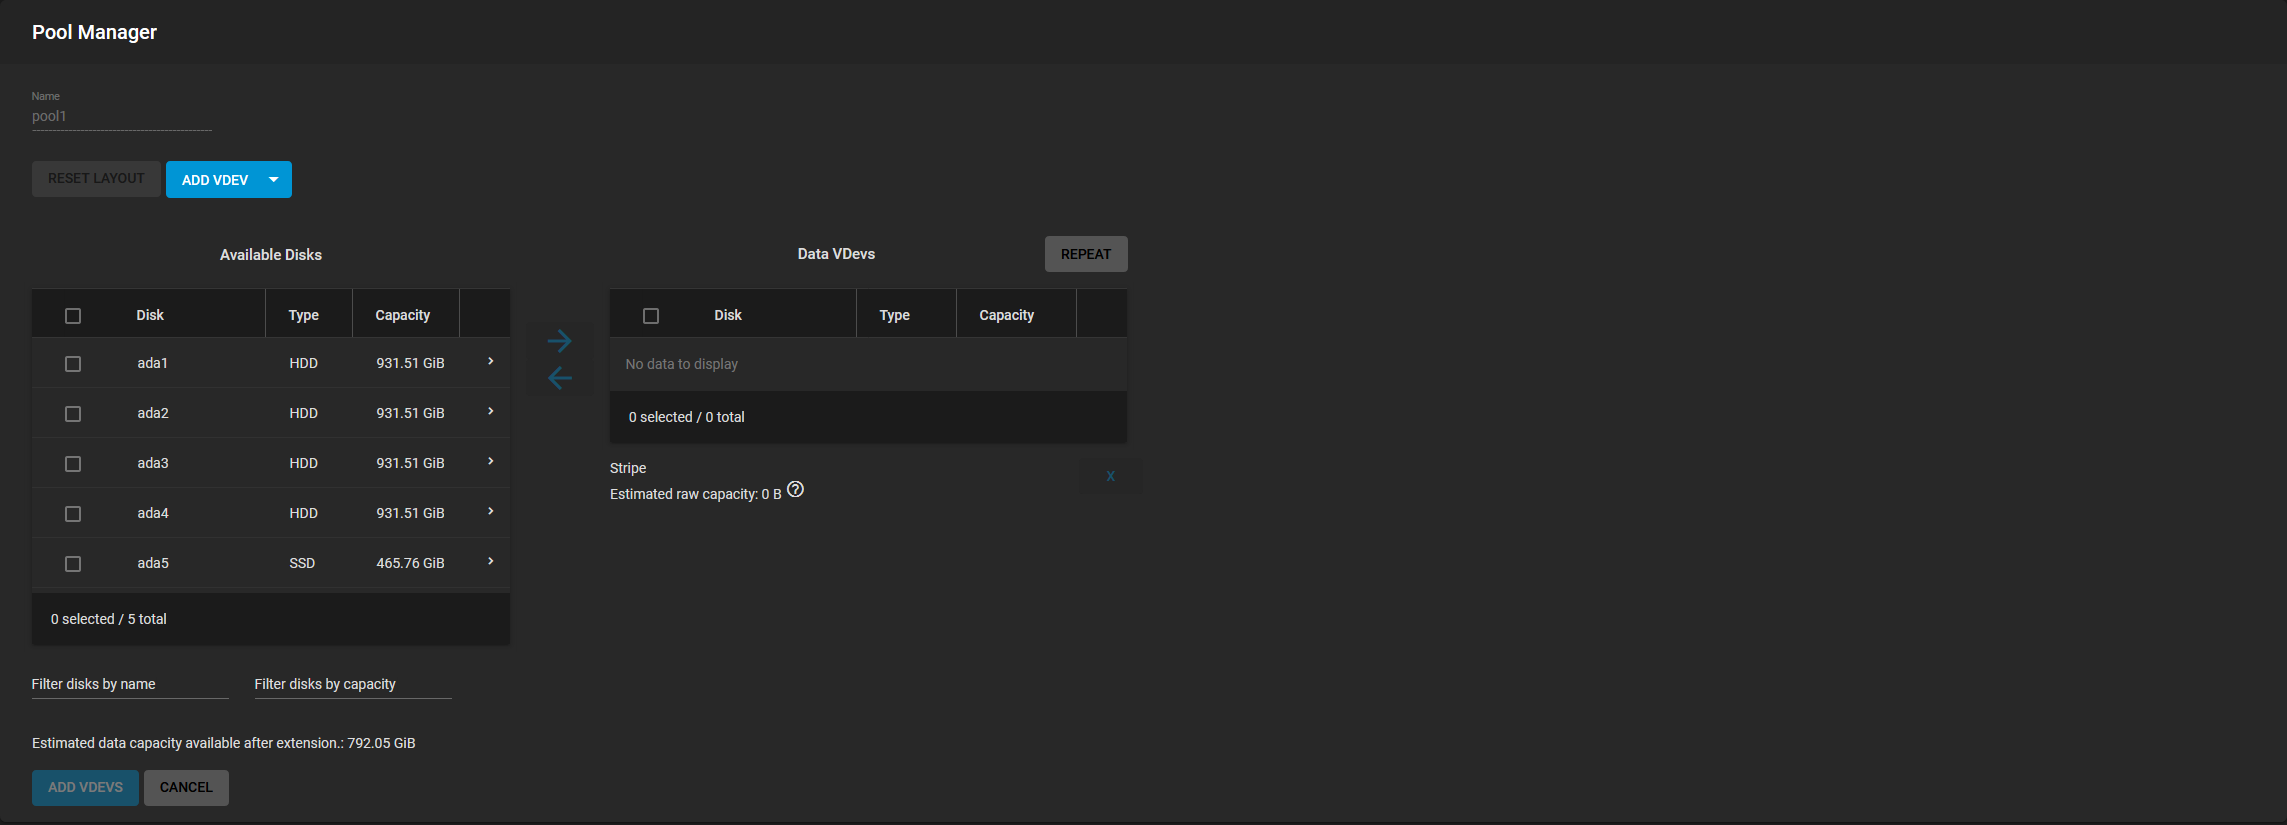 Pool Manager
Name
pool1
RESET LAYOUT ADD VDEV
Available Disks
Disk Type Capacity
ada1 HDD 931.51 GiB
ada2 HDD 931.51 GiB
ada3 HDD 931.51 GiB
ada4 HDD 931.51 GiB
ada5 SSD 465.76 GiB
0 selected / 5 total
Filter disks by name Filter disks by capacity
Data VDevs REPEAT
Disk Type Capacity
No data to display
0 selected / 0 total
Stripe X
Estimated raw capacity: 0 B ?
Estimated data capacity available after extension.: 792.05 GiB
ADD VDEVS CANCEL